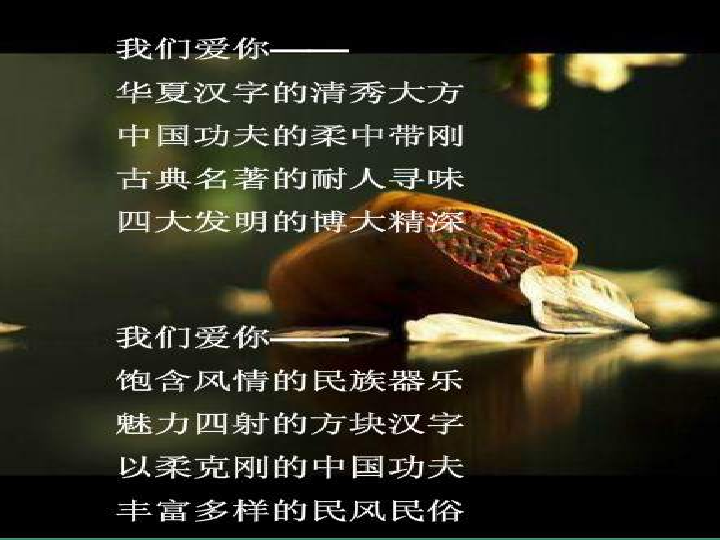 我们爱你——
华夏汉字的清秀大方
中国功夫的柔中带刚
古典名著的耐人寻味
四大发明的博大精深
我们爱你——
饱含风情的民族器乐
魅力四射的方块汉字
以柔克刚的中国功夫
丰富多样的民风民俗